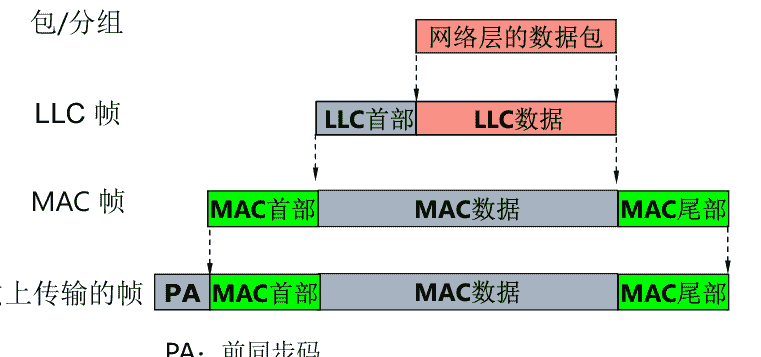 包/分组
网络层的数据包
LLC 帧
LLC首部 LLC数据
MAC 帧
MAC首部 MAC数据 MAC尾部
上传输的帧 PA MAC首部 MAC数据 MAC尾部
PA：前同步码